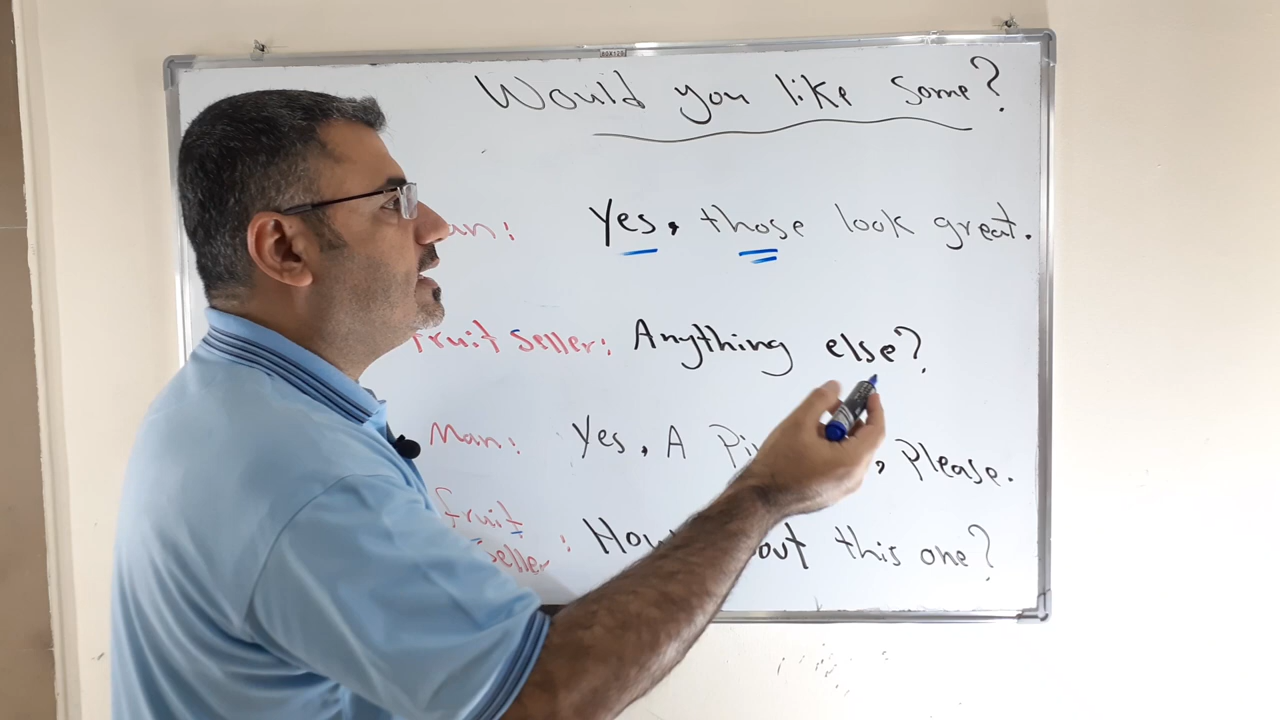 80X120
Would you like Some?
an: Yes, those look great.
Fruit Seller: Anything else?
Man: Yes, A Pi , Please.
Fruit
Seller : How out this one?